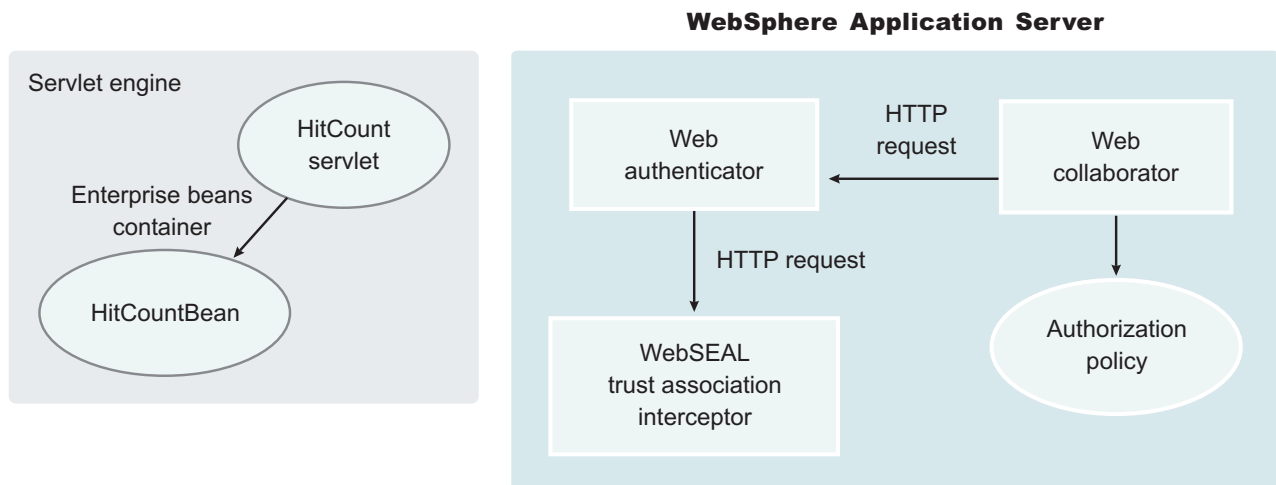 WebSphere Application Server
Servlet engine
HitCount
servlet
Enterprise beans
container
HitCountBean
Web
authenticator
HTTP
request
Web
collaborator
HTTP request
WebSEAL
trust association
interceptor
Authorization
policy